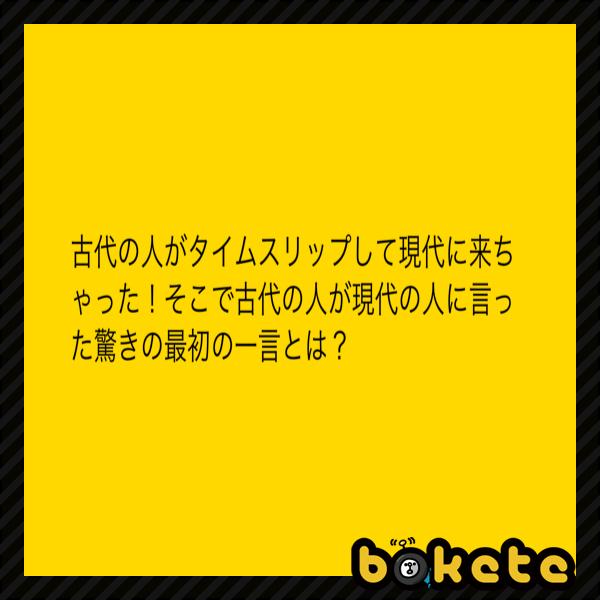 古代の人がタイムスリップして現代に来ち
ゃった！そこで古代の人が現代の人に言っ
た驚きの最初の一言とは？
bokete